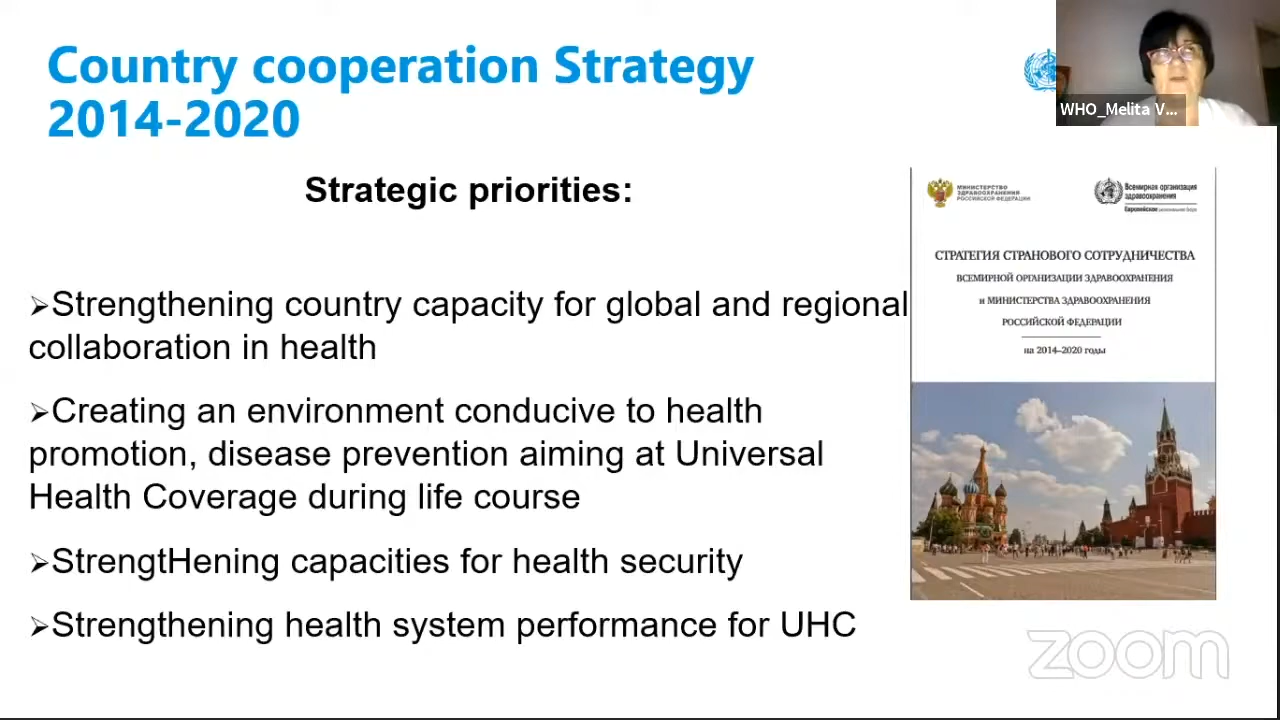 Country cooperation Strategy
2014-2020
WHO_Melita V...
Strategic priorities:
➢Strengthening country capacity for global and regional
collaboration in health
➢Creating an environment conducive to health
promotion, disease prevention aiming at Universal
Health Coverage during life course
➢StrengtHening capacities for health security
➢Strengthening health system performance for UHC
МИНИСТЕРСТВО
ЗДРАВООХРАНЕНИЯ
РОССИЙСКОЙ ФЕДЕРАЦИИ
Всемирная организация
здравоохранения
Европейское региональное бюро
СТРАТЕГИЯ СТРАНОВОГО СОТРУДНИЧЕСТВА
ВСЕМИРНОЙ ОРГАНИЗАЦИИ ЗДРАВООХРАНЕНИЯ
и МИНИСТЕРСТВА ЗДРАВООХРАНЕНИЯ
РОССИЙСКОЙ ФЕДЕРАЦИИ
на 2014–2020 годы
zoom